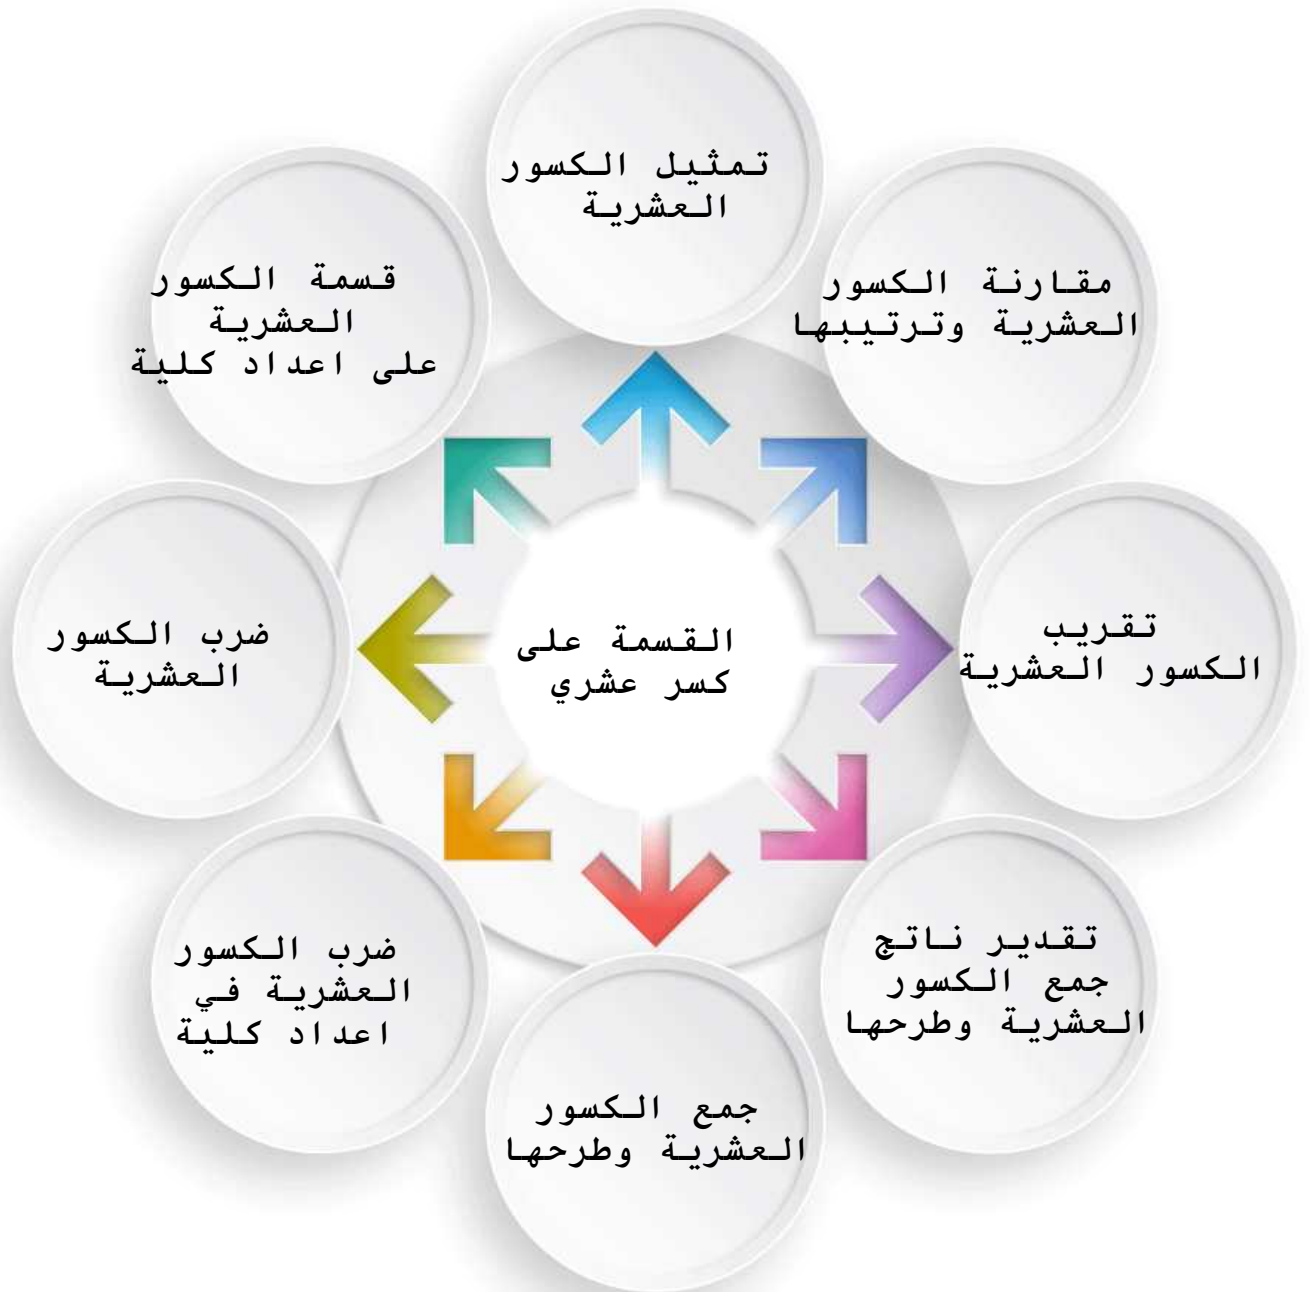 تمثيل الكسور
العشرية
مقارنة الكسور
العشرية وترتيبها
تقريب
الكسور العشرية
تقدير ناتج
جمع الكسور
العشرية وطرحها
جمع الكسور
العشرية وطرحها
ضرب الكسور
العشرية في
اعداد كلية
ضرب الكسور
العشرية
قسمة الكسور
العشرية
على اعداد كلية
القسمة على
كسر عشري